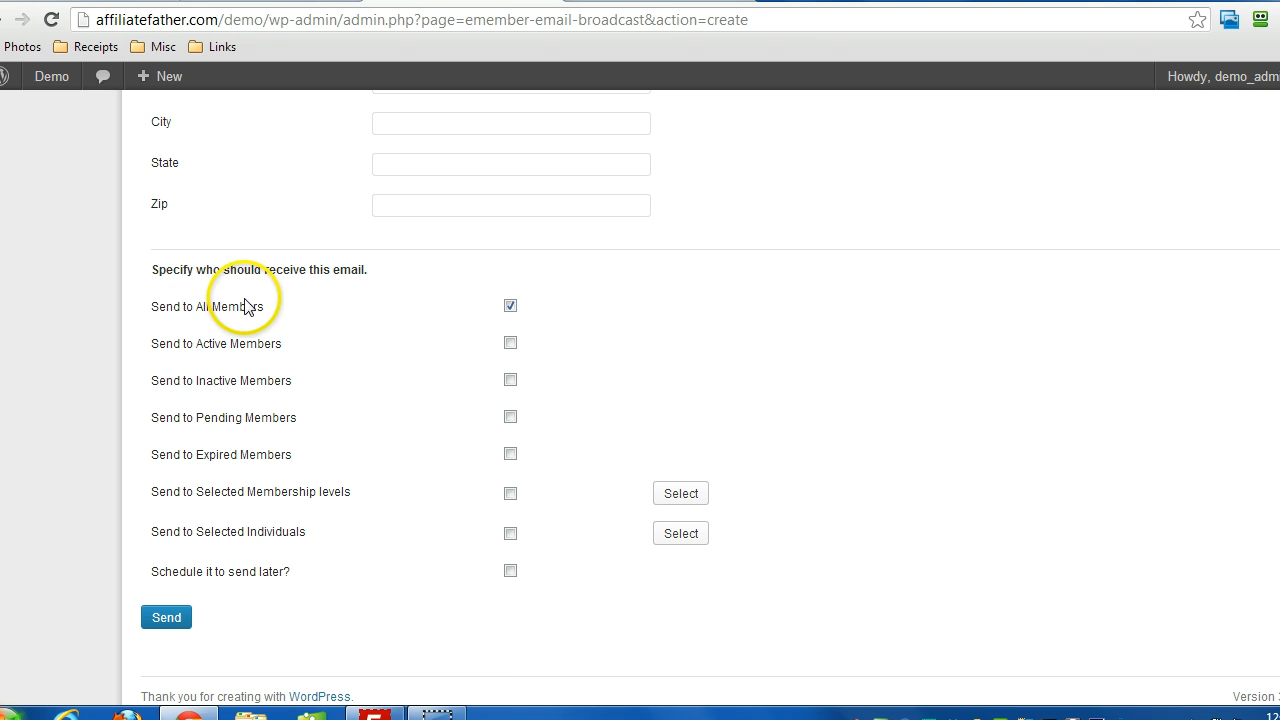 affiliatefather.com/demo/wp-admin/admin.php?page=emember-email-broadcast&action=create
Photos Receipts Misc Links
Demo New Howdy, demo_adm
City
State
Zip
Specify who should receive this email.
Send to All Members
Send to Active Members
Send to Inactive Members
Send to Pending Members
Send to Expired Members
Send to Selected Membership levels Select
Send to Selected Individuals Select
Schedule it to send later?
Send
Thank you for creating with WordPress. Version